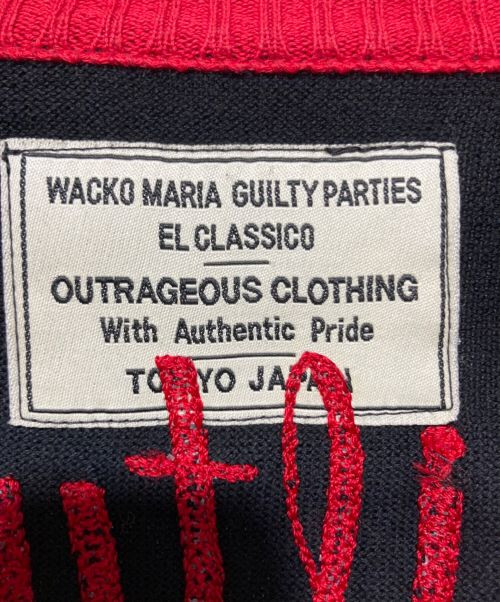 WACKO MARIA GUILTY PARTIES
EL CLASSICO
OUTRAGEOUS CLOTHING
With Authentic Pride
TOKYO JAPAN